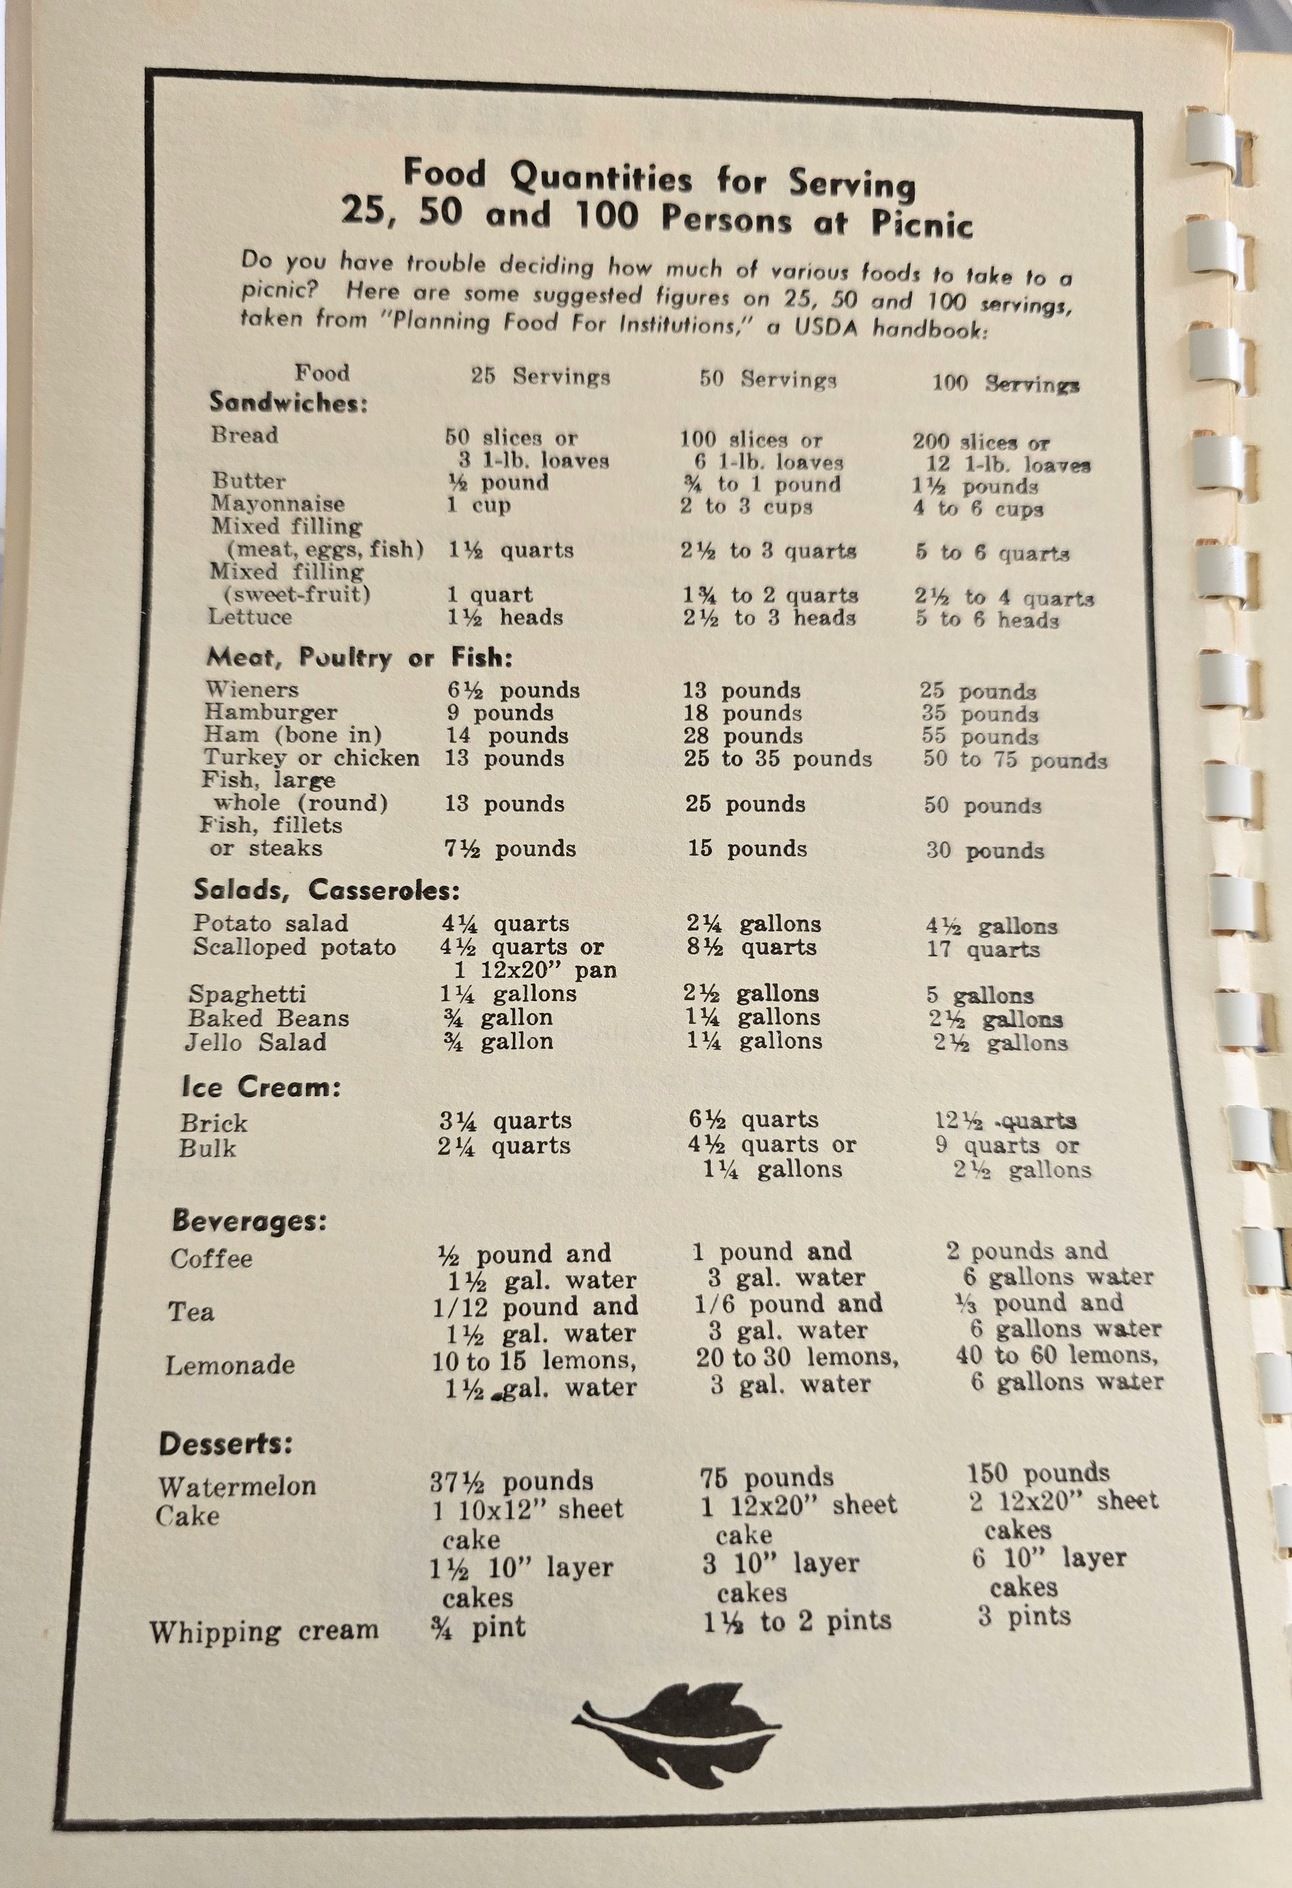 Food Quantities for Serving
25, 50 and 100 Persons at Picnic
Do you have trouble deciding how much of various foods to take to a
picnic? Here are some suggested figures on 25, 50 and 100 servings,
taken from "Planning Food For Institutions," a USDA handbook:
Food 25 Servings 50 Servings 100 Servings
Sandwiches:
Bread 50 slices or 100 slices or 200 slices or
3 1-lb. loaves 6 1-lb. loaves 12 1-lb. loaves
Butter ½ pound ¾ to 1 pound 1½ pounds
Mayonnaise 1 cup 2 to 3 cups 4 to 6 cups
Mixed filling
(meat, eggs, fish) 1½ quarts 2½ to 3 quarts 5 to 6 quarts
Mixed filling
(sweet-fruit) 1 quart 1¾ to 2 quarts 2½ to 4 quarts
Lettuce 1½ heads 2½ to 3 heads 5 to 6 heads
Meat, Poultry or Fish:
Wieners 6½ pounds 13 pounds 25 pounds
Hamburger 9 pounds 18 pounds 35 pounds
Ham (bone in) 14 pounds 28 pounds 55 pounds
Turkey or chicken 13 pounds 25 to 35 pounds 50 to 75 pounds
Fish, large
whole (round) 13 pounds 25 pounds 50 pounds
Fish, fillets
or steaks 7½ pounds 15 pounds 30 pounds
Salads, Casseroles:
Potato salad 4¼ quarts 2¼ gallons 4½ gallons
Scalloped potato 4½ quarts or 8½ quarts 17 quarts
1 12x20" pan
Spaghetti 1¼ gallons 2½ gallons 5 gallons
Baked Beans ¾ gallon 1¼ gallons 2½ gallons
Jello Salad ¾ gallon 1¼ gallons 2½ gallons
Ice Cream:
Brick 3¼ quarts 6½ quarts 12½ quarts
Bulk 2¼ quarts 4½ quarts or 9 quarts or
1¼ gallons 2½ gallons
Beverages:
Coffee ½ pound and 1 pound and 2 pounds and
1½ gal. water 3 gal. water 6 gallons water
Tea 1/12 pound and 1/6 pound and ⅓ pound and
1½ gal. water 3 gal. water 6 gallons water
Lemonade 10 to 15 lemons, 20 to 30 lemons, 40 to 60 lemons,
1½ gal. water 3 gal. water 6 gallons water
Desserts:
Watermelon 37½ pounds 75 pounds 150 pounds
Cake 1 10x12" sheet 1 12x20" sheet 2 12x20" sheet
cake cake cakes
1½ 10" layer 3 10" layer 6 10" layer
cakes cakes cakes
Whipping cream ¾ pint 1½ to 2 pints 3 pints